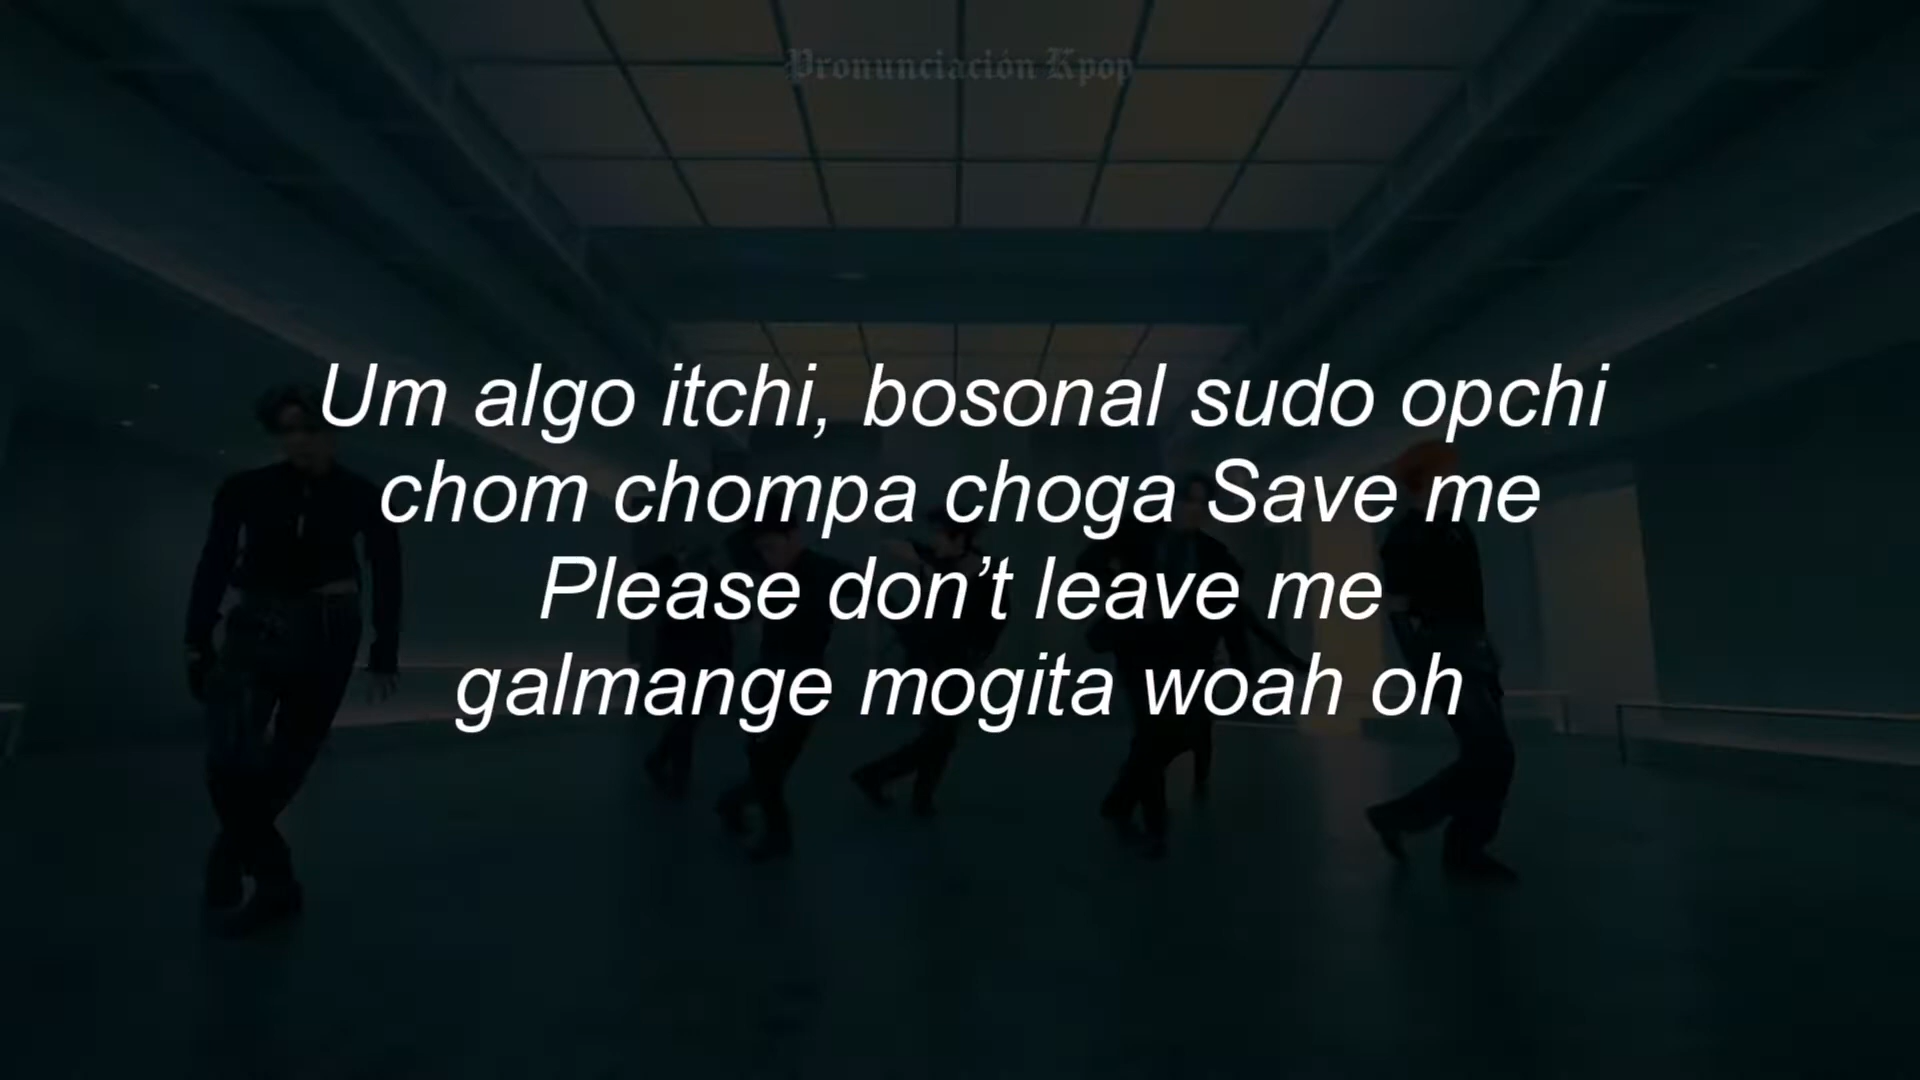 Pronunciación Kpop
Um algo itchi, bosonal sudo opchi
chom chompa choga Save me
Please don’t leave me
galmange mogita woah oh